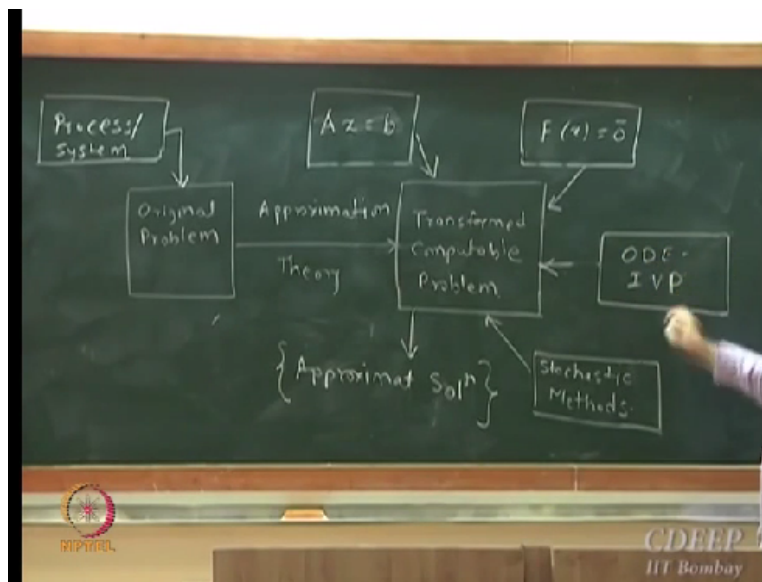 Process/
System
Az = b
F(x) = 0̄
Original
Problem
Approximation
Theory
Transformed
Computable
Problem
ODE-
IVP
{Approximat Solⁿ}
Stochastic
Methods.
NPTEL
CDEEP
IIT Bombay